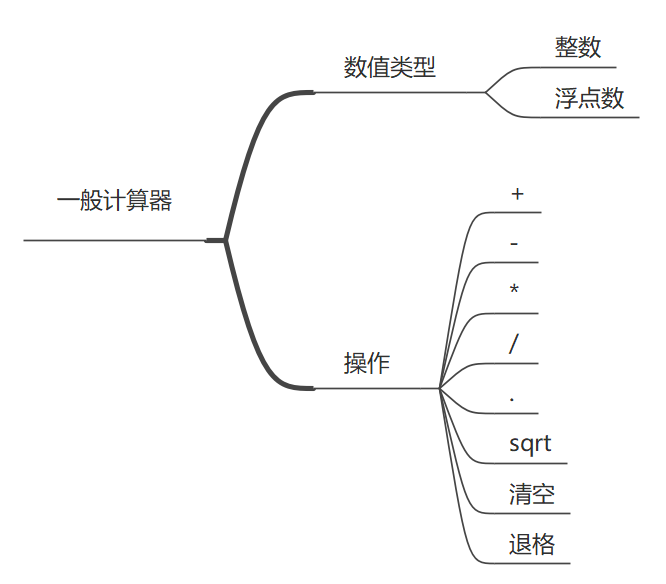 数值类型
整数
浮点数
一般计算器
操作
+
-
*
/
.
sqrt
清空
退格